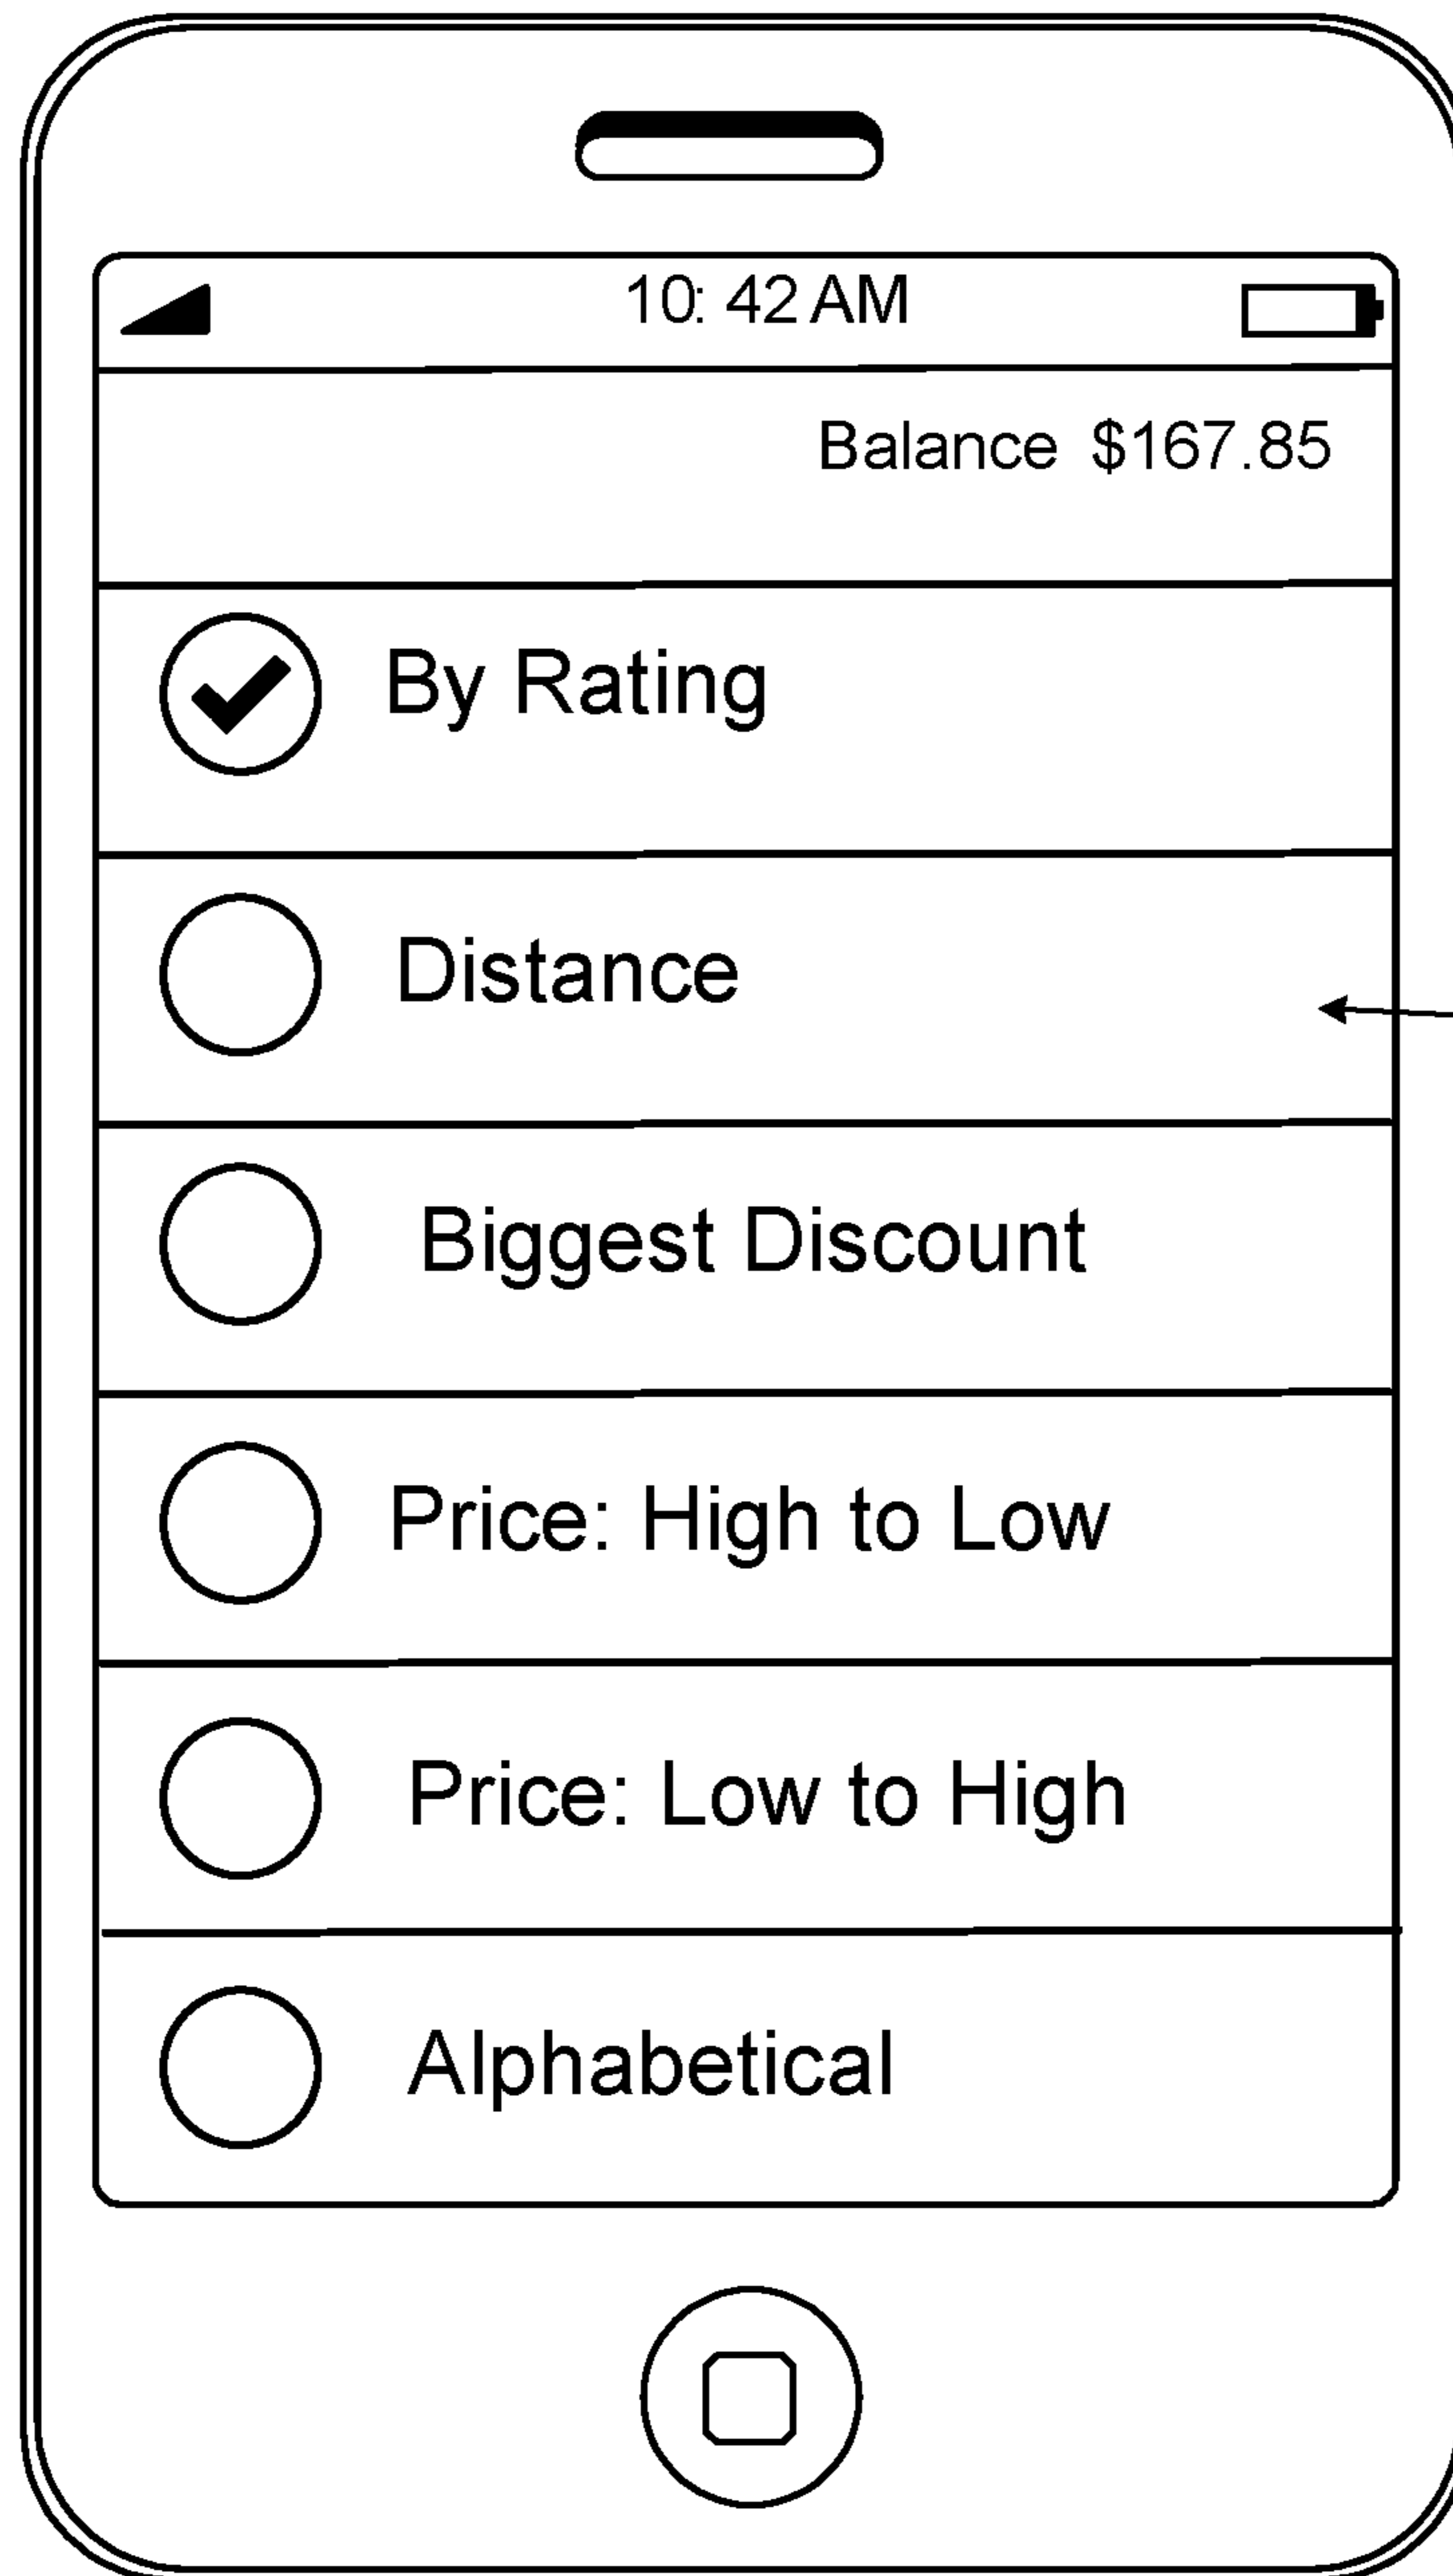 10: 42 AM
Balance $167.85
By Rating
Distance
Biggest Discount
Price: High to Low
Price: Low to High
Alphabetical